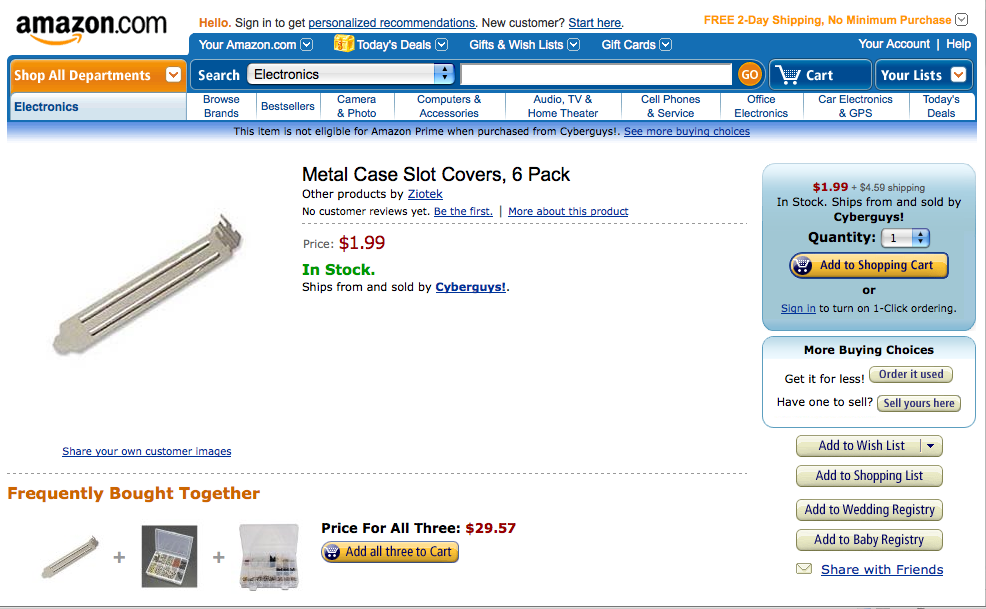 amazon.com
Hello. Sign in to get personalized recommendations. New customer? Start here.
FREE 2-Day Shipping, No Minimum Purchase
Your Amazon.com
Today's Deals
Gifts & Wish Lists
Gift Cards
Your Account | Help
Shop All Departments
Search
Electronics
GO
Cart
Your Lists
Electronics
Browse Brands
Bestsellers
Camera & Photo
Computers & Accessories
Audio, TV & Home Theater
Cell Phones & Service
Office Electronics
Car Electronics & GPS
Today's Deals
This item is not eligible for Amazon Prime when purchased from Cyberguys!. See more buying choices
Metal Case Slot Covers, 6 Pack
Other products by Ziotek
No customer reviews yet. Be the first. | More about this product
Price: $1.99
In Stock.
Ships from and sold by Cyberguys!.
Share your own customer images
$1.99 + $4.59 shipping
In Stock. Ships from and sold by
Cyberguys!
Quantity: 1
Add to Shopping Cart
or
Sign in to turn on 1-Click ordering.
More Buying Choices
Get it for less! Order it used
Have one to sell? Sell yours here
Add to Wish List
Add to Shopping List
Add to Wedding Registry
Add to Baby Registry
Share with Friends
Frequently Bought Together
+
+
Price For All Three: $29.57
Add all three to Cart